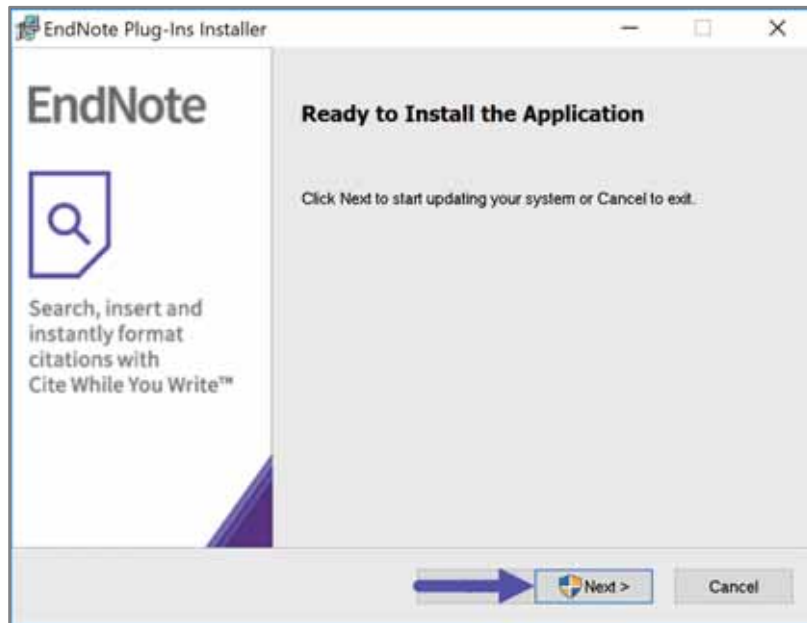 EndNote Plug-Ins Installer
EndNote
Search, insert and
instantly format
citations with
Cite While You Write™
Ready to Install the Application
Click Next to start updating your system or Cancel to exit.
Next >
Cancel